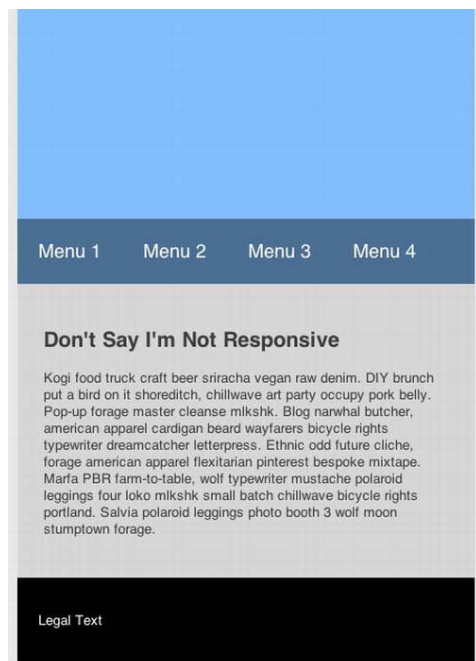 Menu 1 Menu 2 Menu 3 Menu 4
Don't Say I'm Not Responsive
Kogi food truck craft beer sriracha vegan raw denim. DIY brunch
put a bird on it shoreditch, chillwave art party occupy pork belly.
Pop-up forage master cleanse mlkshk. Blog narwhal butcher,
american apparel cardigan beard wayfarers bicycle rights
typewriter dreamcatcher letterpress. Ethnic odd future cliche,
forage american apparel flexitarian pinterest bespoke mixtape.
Marfa PBR farm-to-table, wolf typewriter mustache polaroid
leggings four loko mlkshk small batch chillwave bicycle rights
portland. Salvia polaroid leggings photo booth 3 wolf moon
stumptown forage.
Legal Text